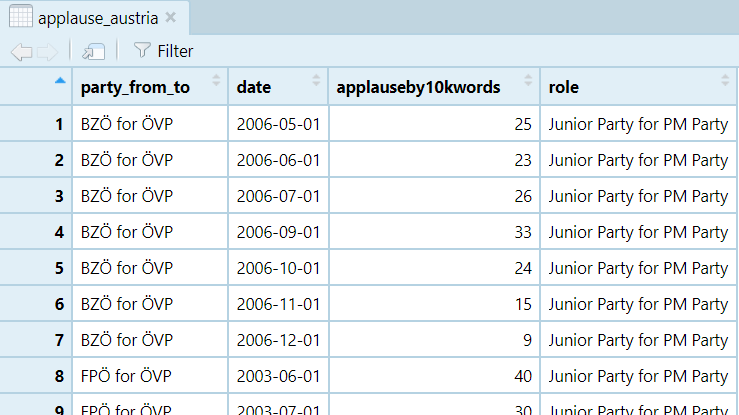 applause_austria
Filter
party_from_to date applauseby10kwords role
1 BZÖ for ÖVP 2006-05-01 25 Junior Party for PM Party
2 BZÖ for ÖVP 2006-06-01 23 Junior Party for PM Party
3 BZÖ for ÖVP 2006-07-01 26 Junior Party for PM Party
4 BZÖ for ÖVP 2006-09-01 33 Junior Party for PM Party
5 BZÖ for ÖVP 2006-10-01 24 Junior Party for PM Party
6 BZÖ for ÖVP 2006-11-01 15 Junior Party for PM Party
7 BZÖ for ÖVP 2006-12-01 9 Junior Party for PM Party
8 FPÖ for ÖVP 2003-06-01 40 Junior Party for PM Party
9 FPÖ for ÖVP 2003-07-01 30 Junior Party for PM Party